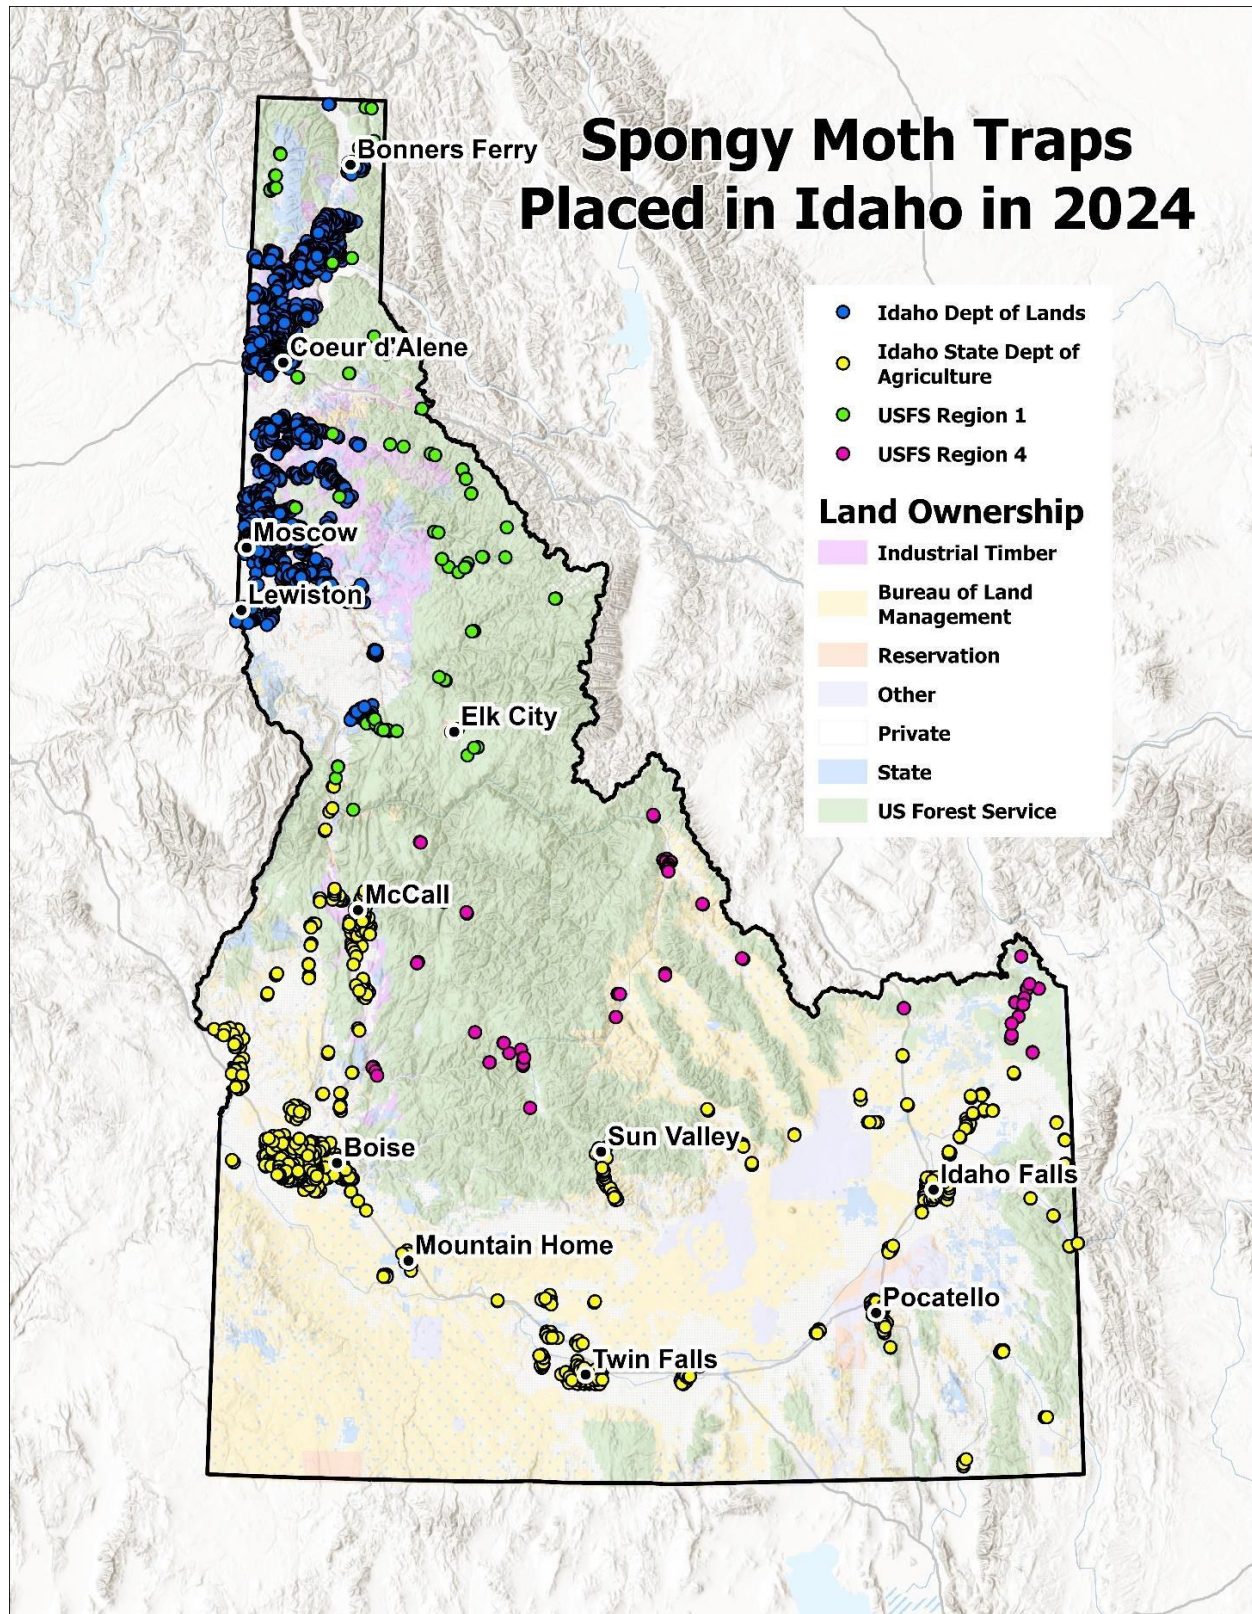 Spongy Moth Traps
Placed in Idaho in 2024
Bonners Ferry
Coeur d'Alene
Moscow
Lewiston
Elk City
McCall
Boise
Sun Valley
Idaho Falls
Mountain Home
Pocatello
Twin Falls
Idaho Dept of Lands
Idaho State Dept of
Agriculture
USFS Region 1
USFS Region 4
Land Ownership
Industrial Timber
Bureau of Land
Management
Reservation
Other
Private
State
US Forest Service